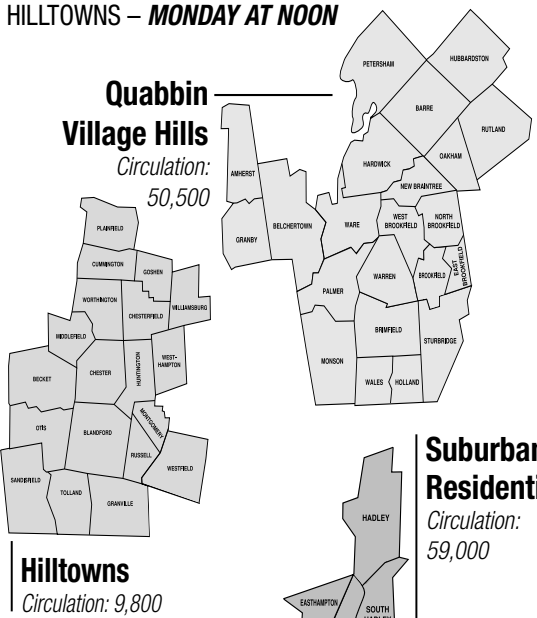 HILLTOWNS – MONDAY AT NOON
Quabbin
Village Hills
Circulation:
50,500
PETERSHAM
HUBBARDSTON
BARRE
RUTLAND
HARDWICK
OAKHAM
NEW BRAINTREE
AMHERST
BELCHERTOWN
GRANBY
WARE
WEST
BROOKFIELD
NORTH
BROOKFIELD
EAST
BROOKFIELD
BROOKFIELD
WARREN
PALMER
BRIMFIELD
STURBRIDGE
MONSON
WALES
HOLLAND
PLAINFIELD
CUMMINGTON
GOSHEN
WORTHINGTON
CHESTERFIELD
WILLIAMSBURG
MIDDLEFIELD
WEST-
HAMPTON
HUNTINGTON
CHESTER
BECKET
OTIS
BLANDFORD
MONTGOMERY
RUSSELL
WESTFIELD
SANDISFIELD
TOLLAND
GRANVILLE
Hilltowns
Circulation: 9,800
Suburban
Residenti
Circulation:
59,000
HADLEY
EASTHAMPTON
SOUTH
HADLEY